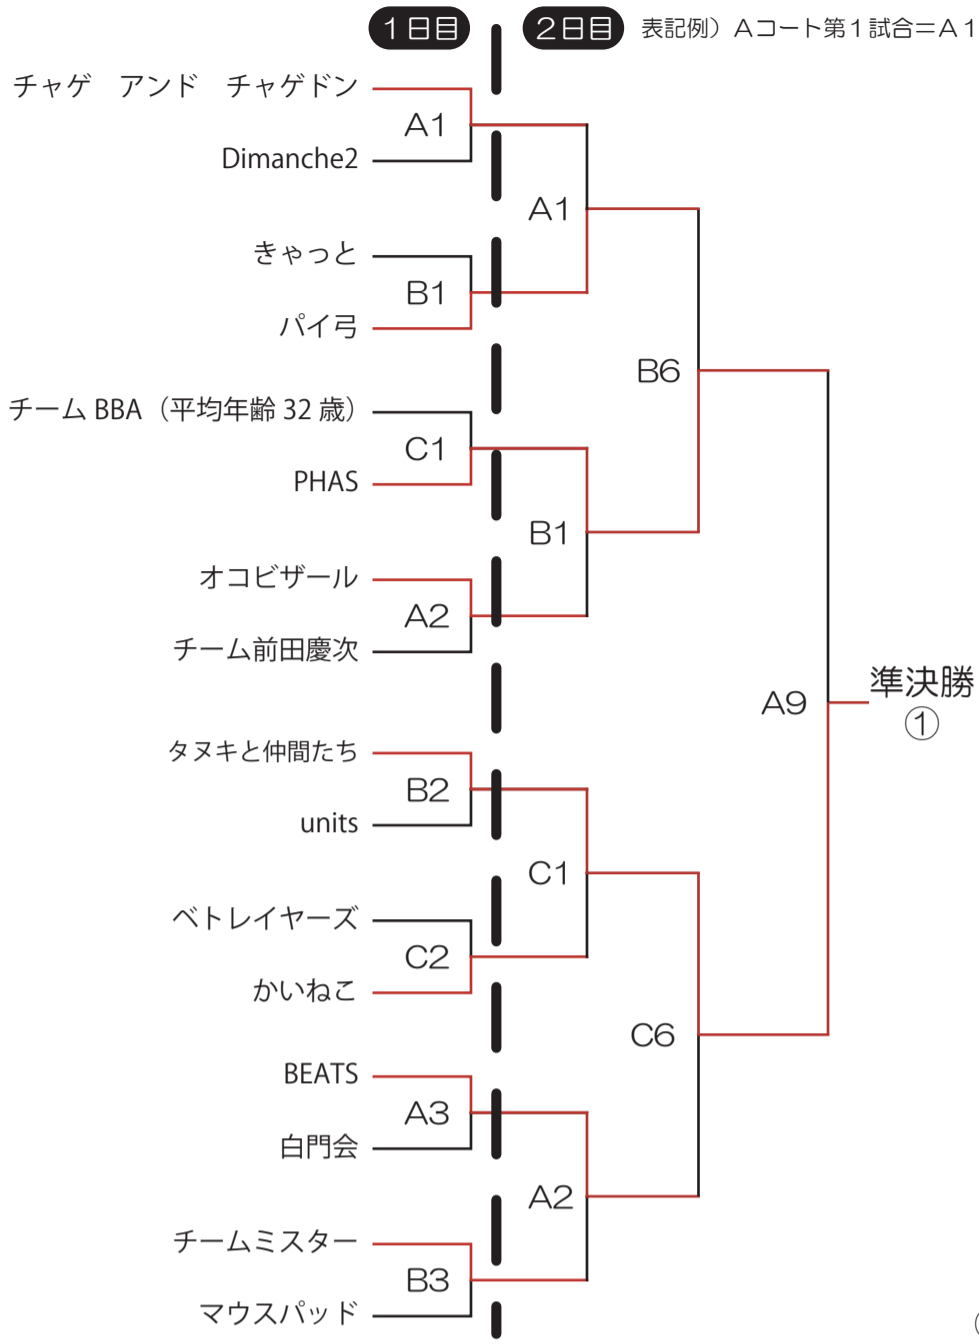 1日目
2日目 表記例）Aコート第1試合＝A1
チャゲ　アンド　チャゲドン
A1
Dimanche2
A1
きゃっと
B1
パイ弓
B6
チーム BBA（平均年齢 32 歳）
C1
PHAS
B1
オコビザール
A2
チーム前田慶次
準決勝
①
A9
タヌキと仲間たち
B2
units
C1
ベトレイヤーズ
C2
かいねこ
C6
BEATS
A3
白門会
A2
チームミスター
B3
マウスパッド